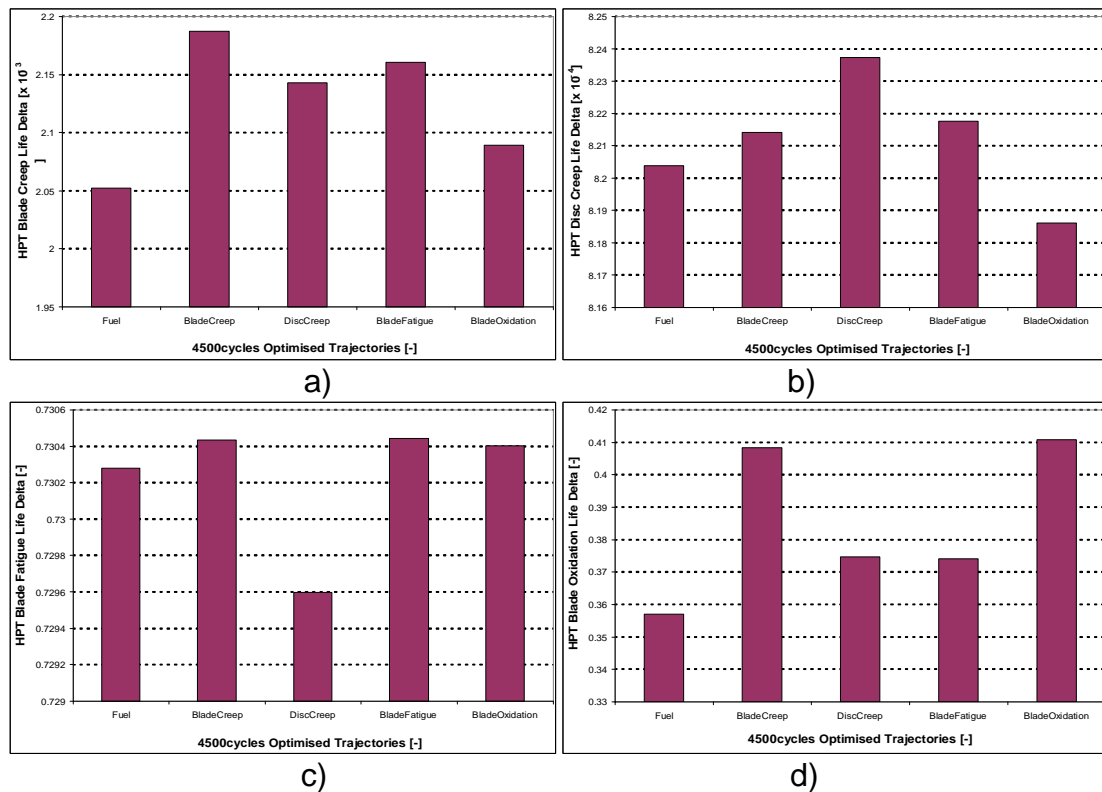 2.2
2.15
2.1
2.05
2
1.95
HPT Blade Creep Life Delta [x 10 3
]
Fuel BladeCreep DiscCreep BladeFatigue BladeOxidation
4500cycles Optimised Trajectories [-]
a)
8.25
8.24
8.23
8.22
8.21
8.2
8.19
8.18
8.17
8.16
HPT Disc Creep Life Delta [x 10 4]
Fuel BladeCreep DiscCreep BladeFatigue BladeOxidation
4500cycles Optimised Trajectories [-]
b)
0.7306
0.7304
0.7302
0.73
0.7298
0.7296
0.7294
0.7292
0.729
HPT Blade Fatigue Life Delta [-]
Fuel BladeCreep DiscCreep BladeFatigue BladeOxidation
4500cycles Optimised Trajectories [-]
c)
0.42
0.41
0.4
0.39
0.38
0.37
0.36
0.35
0.34
0.33
HPT Blade Oxidation Life Delta [-]
Fuel BladeCreep DiscCreep BladeFatigue BladeOxidation
4500cycles Optimised Trajectories [-]
d)